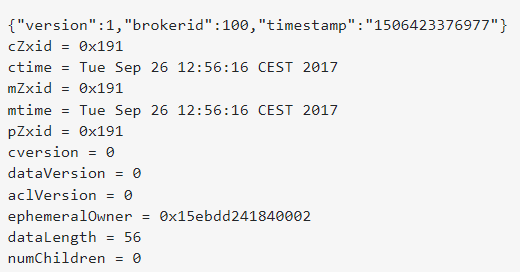 {"version":1,"brokerid":100,"timestamp":"1506423376977"}
cZxid = 0x191
ctime = Tue Sep 26 12:56:16 CEST 2017
mZxid = 0x191
mtime = Tue Sep 26 12:56:16 CEST 2017
pZxid = 0x191
cversion = 0
dataVersion = 0
aclVersion = 0
ephemeralOwner = 0x15ebdd241840002
dataLength = 56
numChildren = 0